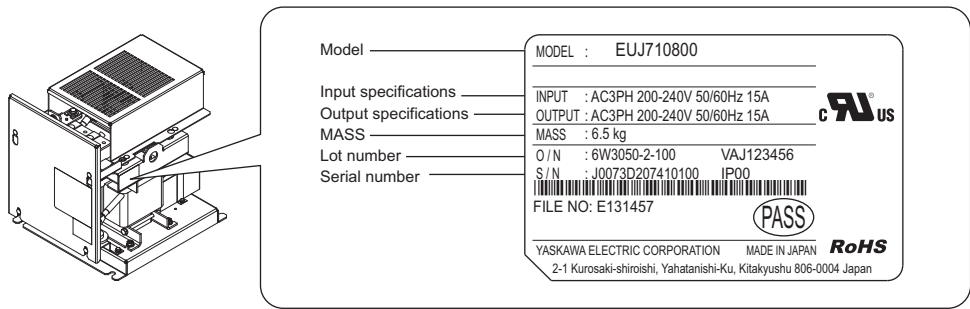 Model
Input specifications
Output specifications
MASS
Lot number
Serial number
MODEL : EUJ710800
INPUT : AC3PH 200-240V 50/60Hz 15A
OUTPUT : AC3PH 200-240V 50/60Hz 15A
MASS : 6.5 kg
O / N : 6W3050-2-100 VAJ123456
S / N : J0073D207410100 IP00
FILE NO: E131457
PASS
YASKAWA ELECTRIC CORPORATION MADE IN JAPAN
2-1 Kurosaki-shiroishi, Yahatanishi-Ku, Kitakyushu 806-0004 Japan
c RU ® US
RoHS